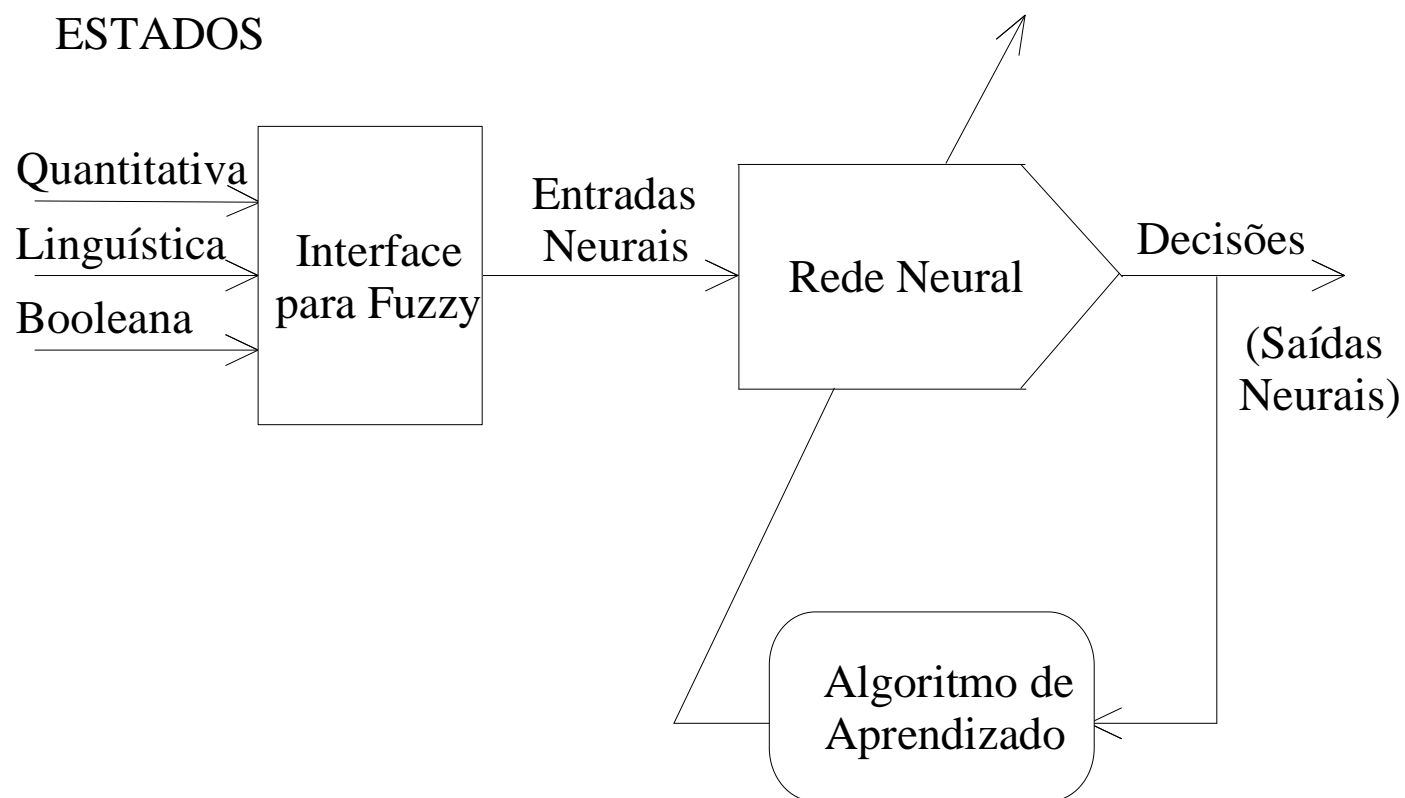 ESTADOS
Quantitativa
Linguística
Booleana
Interface
para Fuzzy
Entradas
Neurais
Rede Neural
Decisões
(Saídas
Neurais)
Algoritmo de
Aprendizado